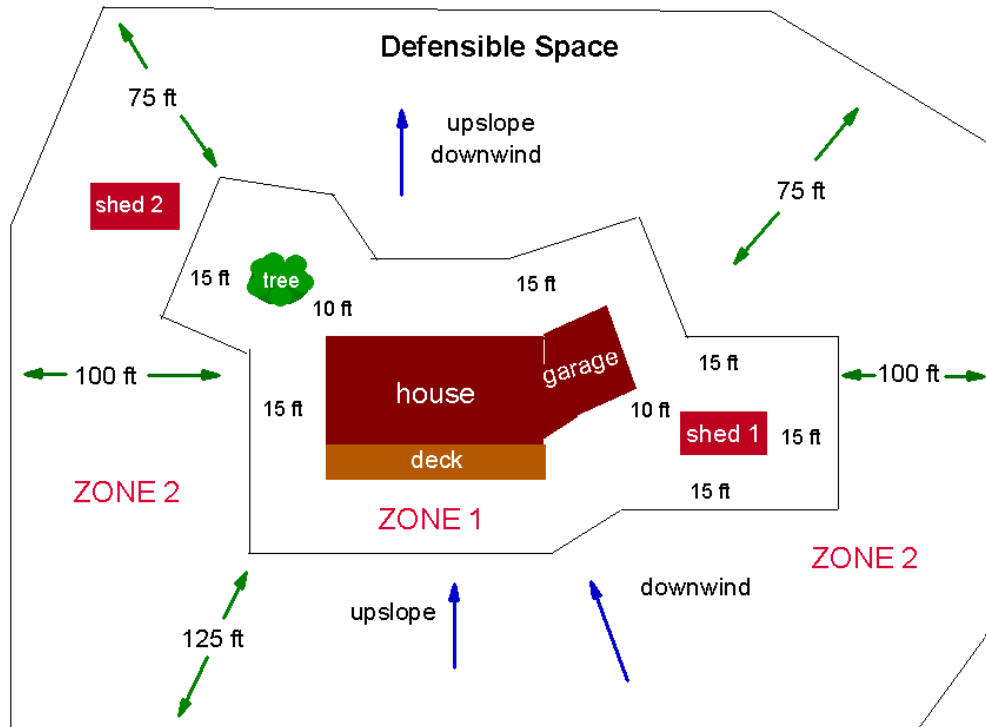 Defensible Space
75 ft
upslope
downwind
75 ft
shed 2
15 ft
tree
10 ft
15 ft
garage
15 ft
100 ft
100 ft
house
15 ft
10 ft
shed 1
15 ft
deck
15 ft
ZONE 2
ZONE 1
ZONE 2
downwind
upslope
125 ft